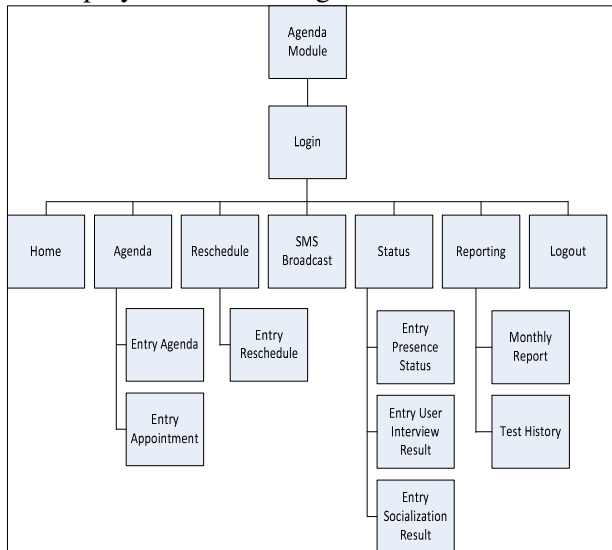 Agenda
Module
Login
Home
Agenda
Reschedule
SMS
Broadcast
Status
Reporting
Logout
Entry Agenda
Entry
Appointment
Entry
Reschedule
Entry
Presence
Status
Entry User
Interview
Result
Entry
Socialization
Result
Monthly
Report
Test History